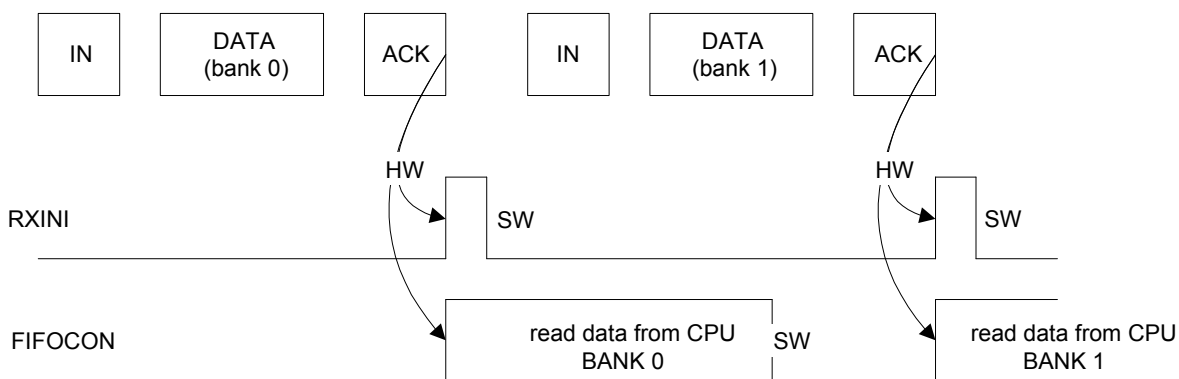 IN
DATA
(bank 0)
ACK
IN
DATA
(bank 1)
ACK
HW
HW
RXINI
SW
SW
FIFOCON
read data from CPU
BANK 0
SW
read data from CPU
BANK 1